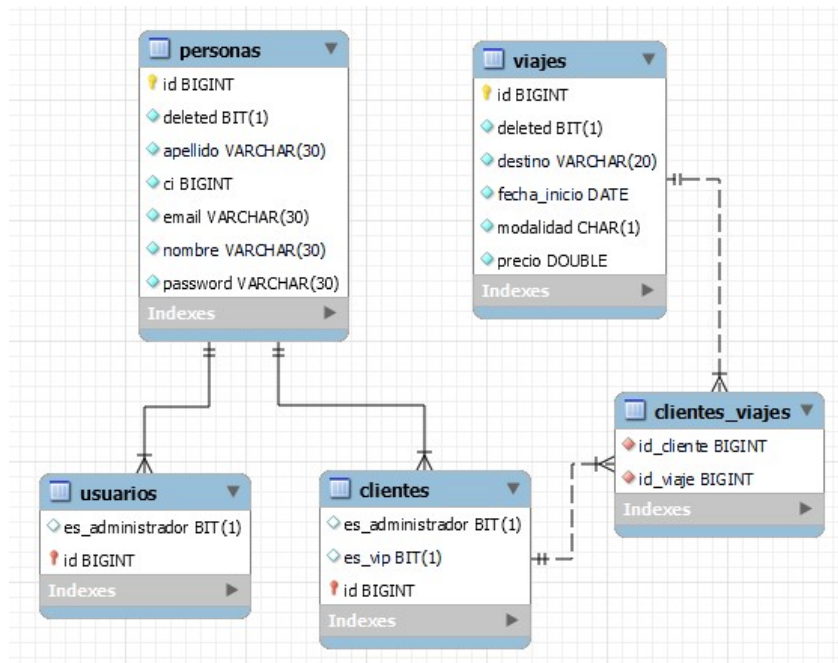 personas
id BIGINT
deleted BIT(1)
apellido VARCHAR(30)
ci BIGINT
email VARCHAR(30)
nombre VARCHAR(30)
password VARCHAR(30)
Indexes
viajes
id BIGINT
deleted BIT(1)
destino VARCHAR(20)
fecha_inicio DATE
modalidad CHAR(1)
precio DOUBLE
Indexes
usuarios
es_administrador BIT(1)
id BIGINT
Indexes
clientes
es_administrador BIT(1)
es_vip BIT(1)
id BIGINT
Indexes
clientes_viajes
id_cliente BIGINT
id_viaje BIGINT
Indexes